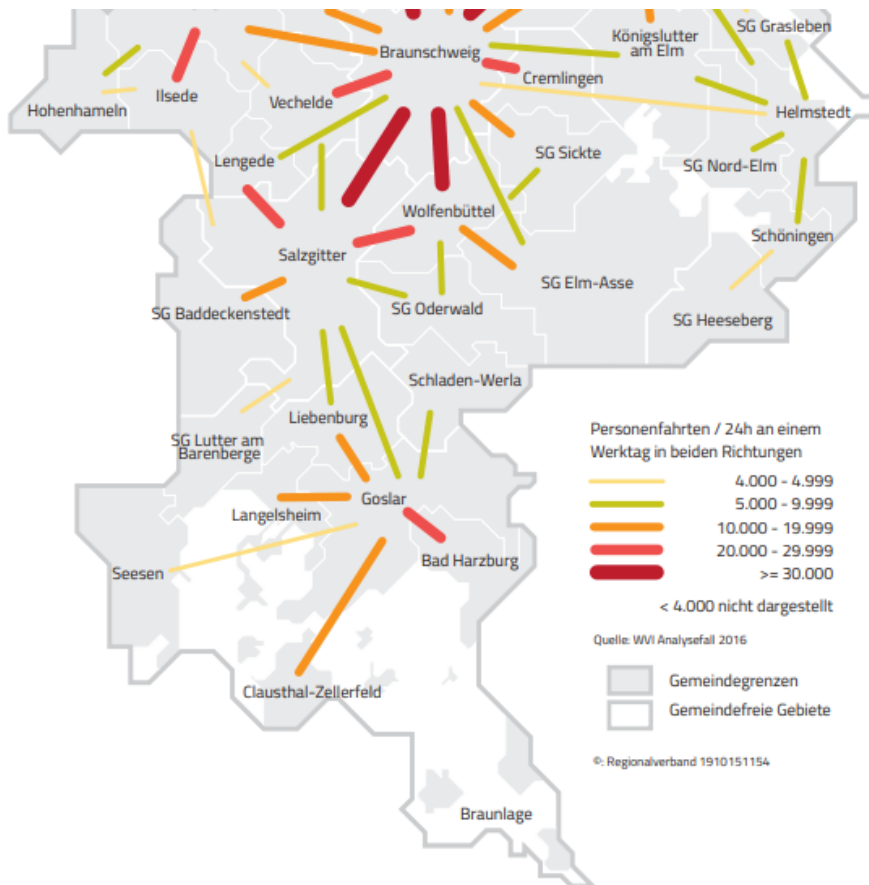 SG Grasleben
Königslutter
am Elm
Braunschweig
Cremlingen
Ilsede
Vechelde
Hohenhameln
Helmstedt
Lengede
SG Sickte
SG Nord-Elm
Wolfenbüttel
Schöningen
Salzgitter
SG Elm-Asse
SG Baddeckenstedt
SG Oderwald
SG Heeseberg
Schladen-Werla
Liebenburg
SG Lutter am
Barenberge
Goslar
Langelsheim
Bad Harzburg
Seesen
Clausthal-Zellerfeld
Braunlage
Personenfahrten / 24h an einem
Werktag in beiden Richtungen
4.000 - 4.999
5.000 - 9.999
10.000 - 19.999
20.000 - 29.999
>= 30.000
< 4.000 nicht dargestellt
Quelle: WVI Analysefall 2016
Gemeindegrenzen
Gemeindefreie Gebiete
©: Regionalverband 1910151154